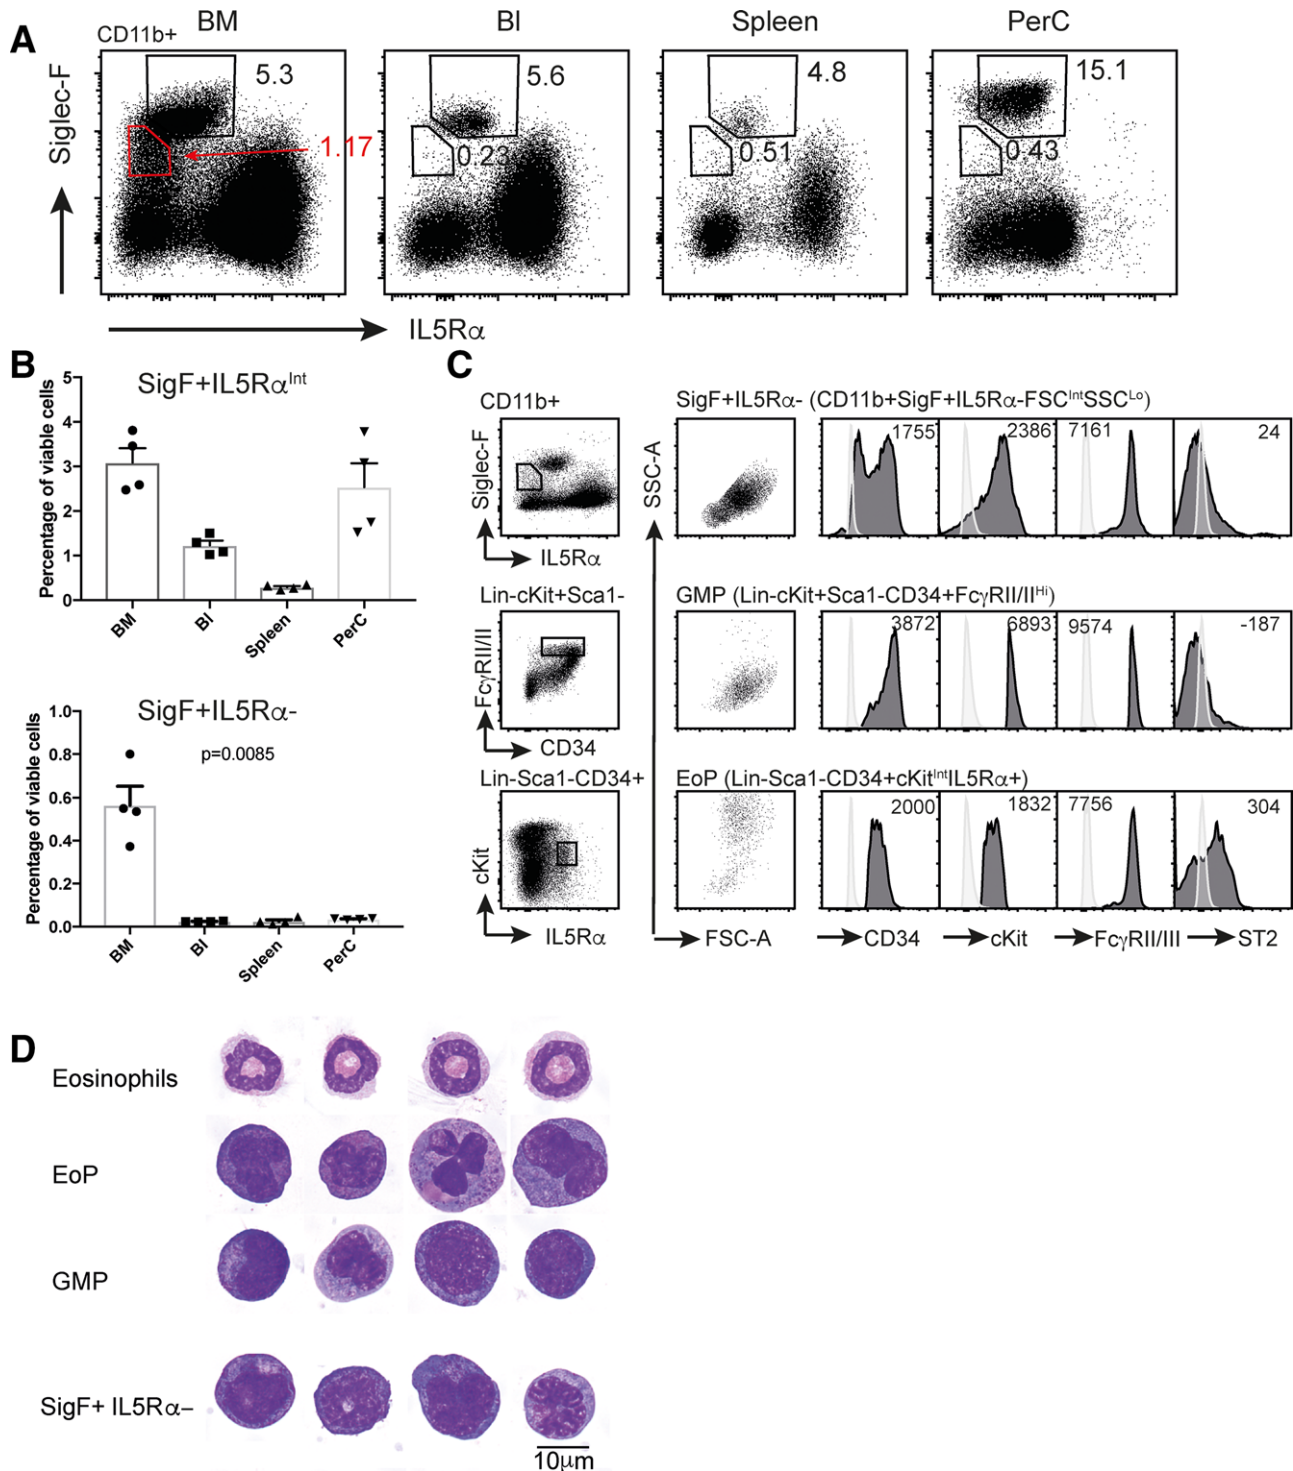 A
CD11b+
BM
Bl
Spleen
PerC
Siglec-F
5.3
1.17
5.6
0.23
4.8
0.51
15.1
0.43
IL5Rα
B
SigF+IL5Rα^Int
Percentage of viable cells
5
4
3
2
1
0
BM
Bl
Spleen
PerC
SigF+IL5Rα-
p=0.0085
Percentage of viable cells
1.0
0.8
0.6
0.4
0.2
0.0
BM
Bl
Spleen
PerC
C
CD11b+
Siglec-F
IL5Rα
SigF+IL5Rα- (CD11b+SigF+IL5Rα-FSC^IntSSC^Lo)
SSC-A
1755
2386
7161
24
Lin-cKit+Sca1-
FcγRII/II
CD34
GMP (Lin-cKit+Sca1-CD34+FcγRII/II^Hi)
3872
6893
9574
-187
Lin-Sca1-CD34+
cKit
IL5Rα
EoP (Lin-Sca1-CD34+cKit^IntIL5Rα+)
2000
1832
7756
304
FSC-A
CD34
cKit
FcγRII/III
ST2
D
Eosinophils
EoP
GMP
SigF+ IL5Rα−
10μm